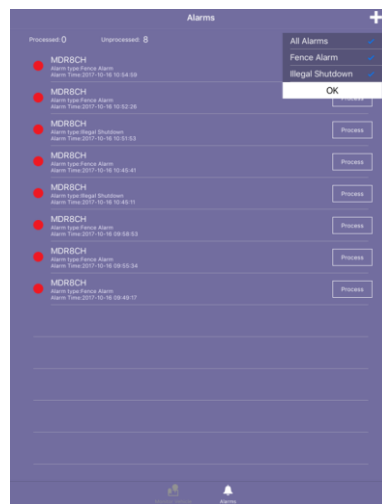 Alarms
+
Processed:0 Unprocessed: 8
All Alarms
Fence Alarm
Illegal Shutdown
OK
MDR8CH
Alarm type:Fence Alarm
Alarm Time:2017-10-16 10:54:59
MDR8CH
Alarm type:Fence Alarm
Alarm Time:2017-10-16 10:52:26
Process
MDR8CH
Alarm type:Illegal Shutdown
Alarm Time:2017-10-16 10:51:53
Process
MDR8CH
Alarm type:Fence Alarm
Alarm Time:2017-10-16 10:45:41
Process
MDR8CH
Alarm type:Illegal Shutdown
Alarm Time:2017-10-16 10:45:11
Process
MDR8CH
Alarm type:Fence Alarm
Alarm Time:2017-10-16 09:58:53
Process
MDR8CH
Alarm type:Fence Alarm
Alarm Time:2017-10-16 09:55:34
Process
MDR8CH
Alarm type:Fence Alarm
Alarm Time:2017-10-16 09:49:17
Process
Alarms